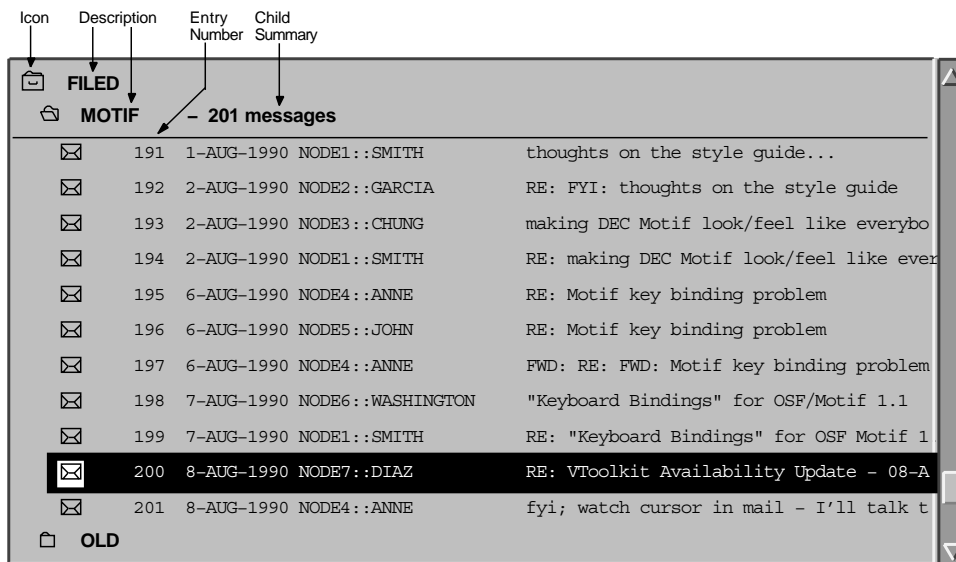 Icon Description Entry Number Child Summary
FILED
MOTIF – 201 messages
191 1–AUG–1990 NODE1::SMITH thoughts on the style guide...
192 2–AUG–1990 NODE2::GARCIA RE: FYI: thoughts on the style guide
193 2–AUG–1990 NODE3::CHUNG making DEC Motif look/feel like everybo
194 2–AUG–1990 NODE1::SMITH RE: making DEC Motif look/feel like ever
195 6–AUG–1990 NODE4::ANNE RE: Motif key binding problem
196 6–AUG–1990 NODE5::JOHN RE: Motif key binding problem
197 6–AUG–1990 NODE4::ANNE FWD: RE: FWD: Motif key binding problem
198 7–AUG–1990 NODE6::WASHINGTON "Keyboard Bindings" for OSF/Motif 1.1
199 7–AUG–1990 NODE1::SMITH RE: "Keyboard Bindings" for OSF Motif 1.
200 8–AUG–1990 NODE7::DIAZ RE: VToolkit Availability Update – 08–A
201 8–AUG–1990 NODE4::ANNE fyi; watch cursor in mail – I'll talk t
OLD